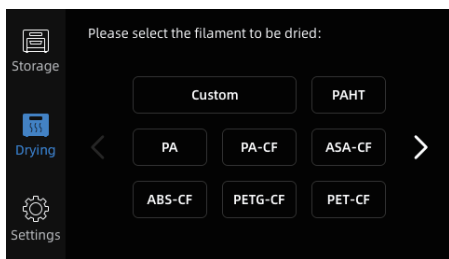 Please select the filament to be dried:
Storage
Custom
PAHT
Drying
PA
PA-CF
ASA-CF
ABS-CF
PETG-CF
PET-CF
Settings